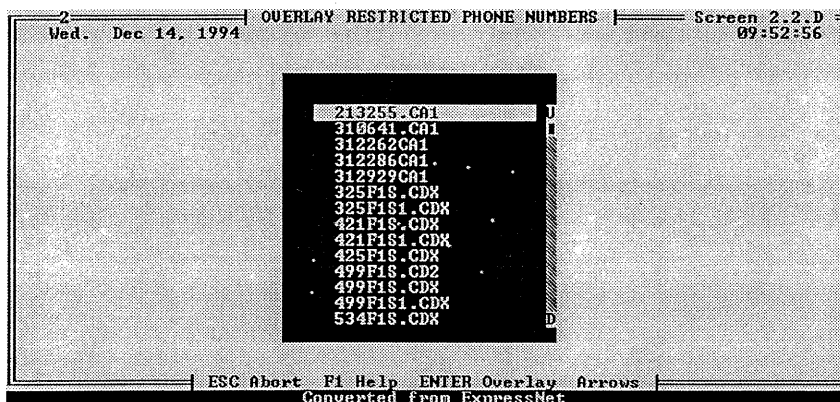 2 OVERLAY RESTRICTED PHONE NUMBERS Screen 2.2.D
Wed. Dec 14, 1994 09:52:56
213255.CA1 U
310641.CA1
312262CA1
312286CA1
312929CA1
325F1S.CDX
325F1S1.CDX
421F1S.CDX
421F1S1.CDX
425F1S.CDX
499F1S.CD2
499F1S.CDX
499F1S1.CDX
534F1S.CDX D
ESC Abort F1 Help ENTER Overlay Arrows
Converted from ExpressNet